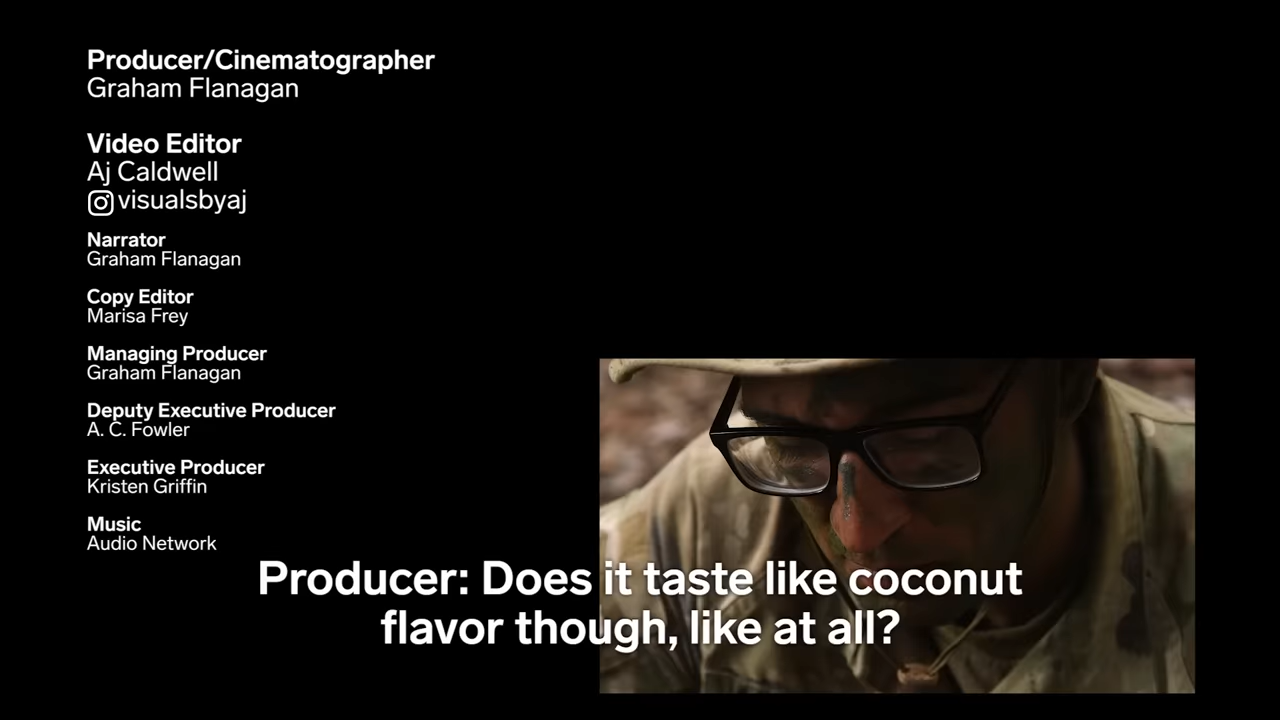 Producer/Cinematographer
Graham Flanagan
Video Editor
Aj Caldwell
visualsbyaj
Narrator
Graham Flanagan
Copy Editor
Marisa Frey
Managing Producer
Graham Flanagan
Deputy Executive Producer
A. C. Fowler
Executive Producer
Kristen Griffin
Music
Audio Network
Producer: Does it taste like coconut
flavor though, like at all?